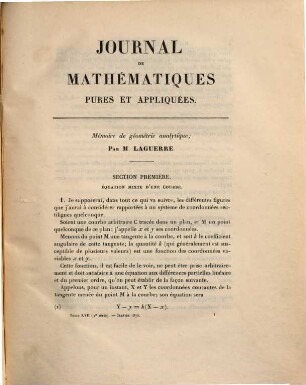 JOURNAL
DE
MATHÉMATIQUES
PURES ET APPLIQUÉES.
Mémoire de géométrie analytique;
PAR M. LAGUERRE.
SECTION PREMIÈRE.
ÉQUATION MIXTE D'UNE COURBE.
1. Je supposerai, dans tout ce qui va suivre, les différentes figures
que j'aurai à considérer rapportées à un système de coordonnées rec-
tilignes quelconque.
Soient une courbe arbitraire C tracée dans un plan, et M un point
quelconque de ce plan; j'appelle x et y ses coordonnées.
Menons du point M une tangente à la courbe, et soit k le coefficient
angulaire de cette tangente; la quantité k (qui généralement est sus-
ceptible de plusieurs valeurs) est une fonction des coordonnées va-
riables x et y.
Cette fonction, il est facile de le voir, ne peut être prise arbitraire-
ment et doit satisfaire à une équation aux différences partielles linéaire
et du premier ordre, qu'on peut établir de la façon suivante.
Appelons, pour un instant, X et Y les coordonnées courantes de la
tangente menée du point M à la courbe; son équation sera
(1) Y − y = k(X − x).
TOME XVII (2e série). — JANVIER 1872. 1